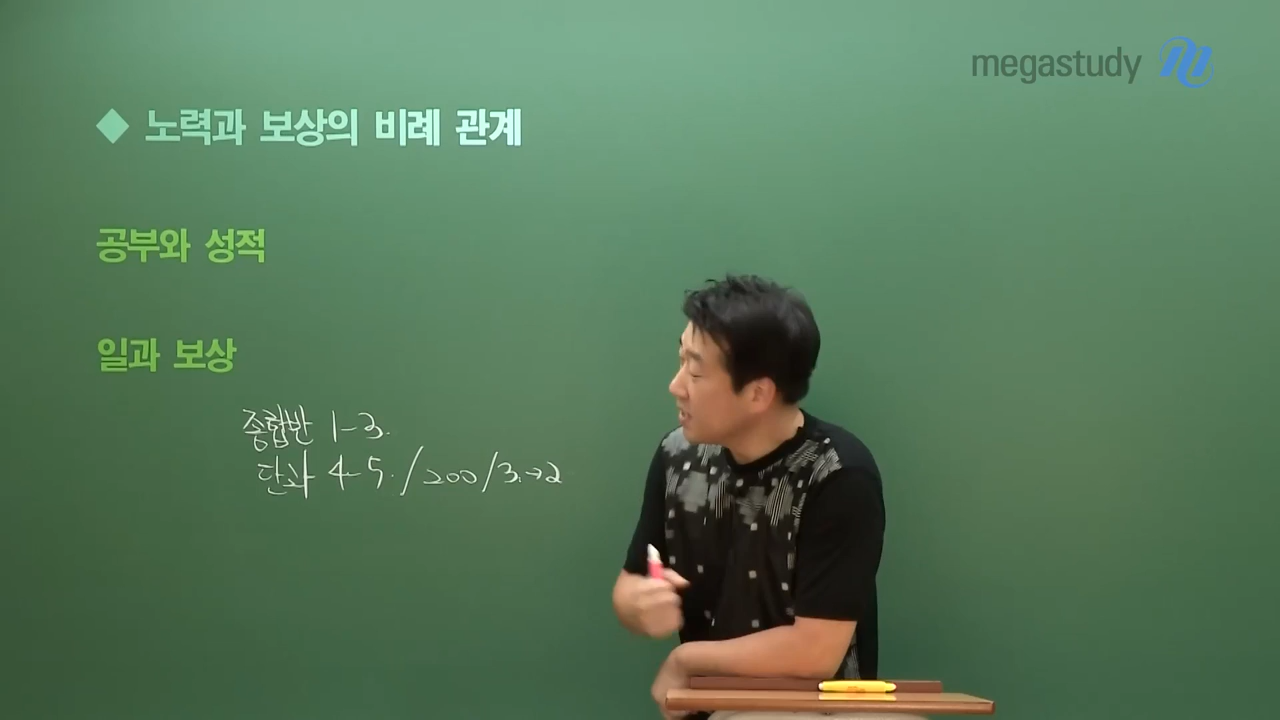 megastudy
◆ 노력과 보상의 비례 관계
공부와 성적
일과 보상
종합반 1-3.
단과 4-5. /200/3.→2